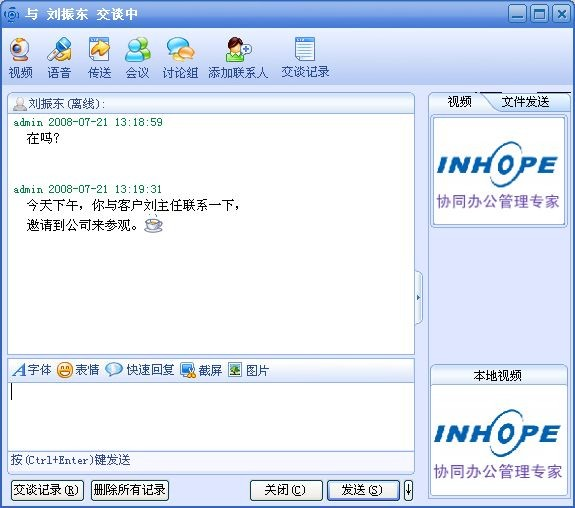 与 刘振东 交谈中
视频 语音 传送 会议 讨论组 添加联系人 交谈记录
刘振东(离线):
admin 2008-07-21 13:18:59
在吗?
admin 2008-07-21 13:19:31
今天下午，你与客户刘主任联系一下，
邀请到公司来参观。
字体 表情 快速回复 截屏 图片
按(Ctrl+Enter)键发送
交谈记录(R) 删除所有记录 关闭(C) 发送(S)
视频 文件发送
INHOPE
协同办公管理专家
本地视频
INHOPE
协同办公管理专家